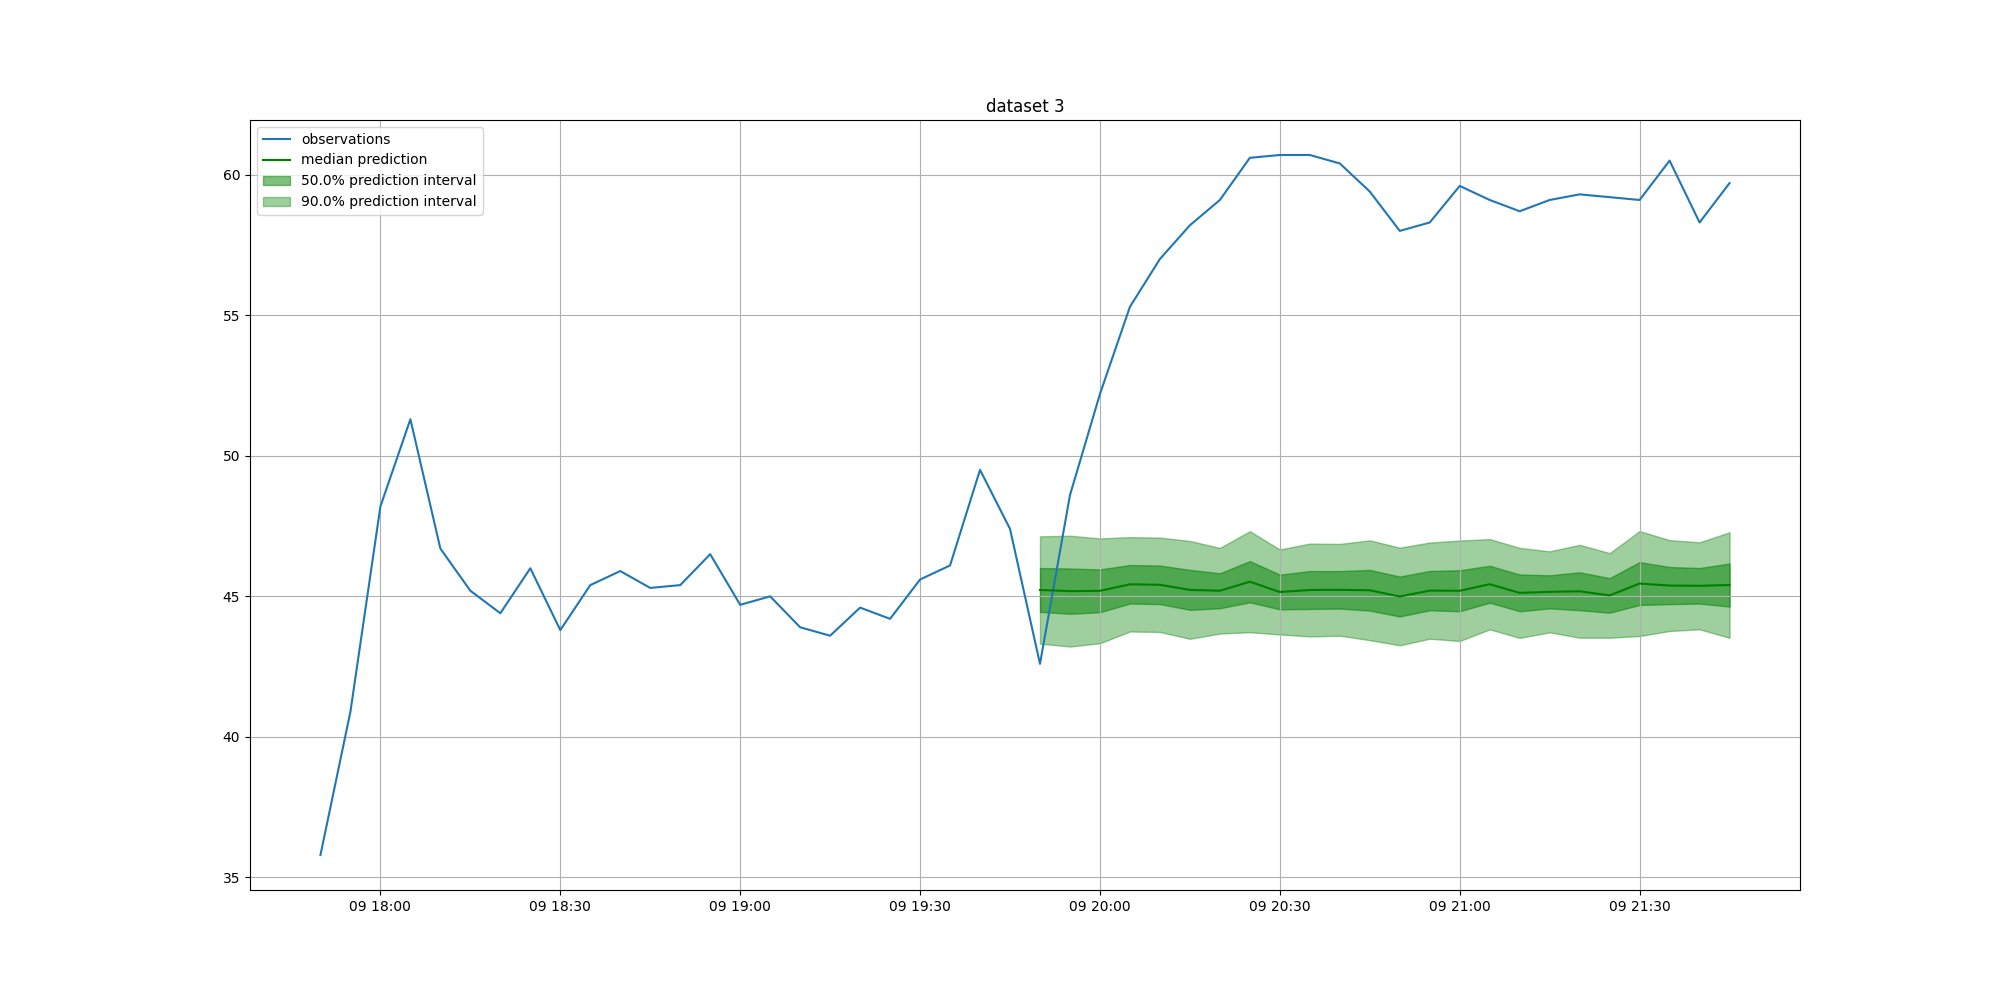 dataset 3
observations
median prediction
50.0% prediction interval
90.0% prediction interval
60
55
50
45
40
35
09 18:00 09 18:30 09 19:00 09 19:30 09 20:00 09 20:30 09 21:00 09 21:30